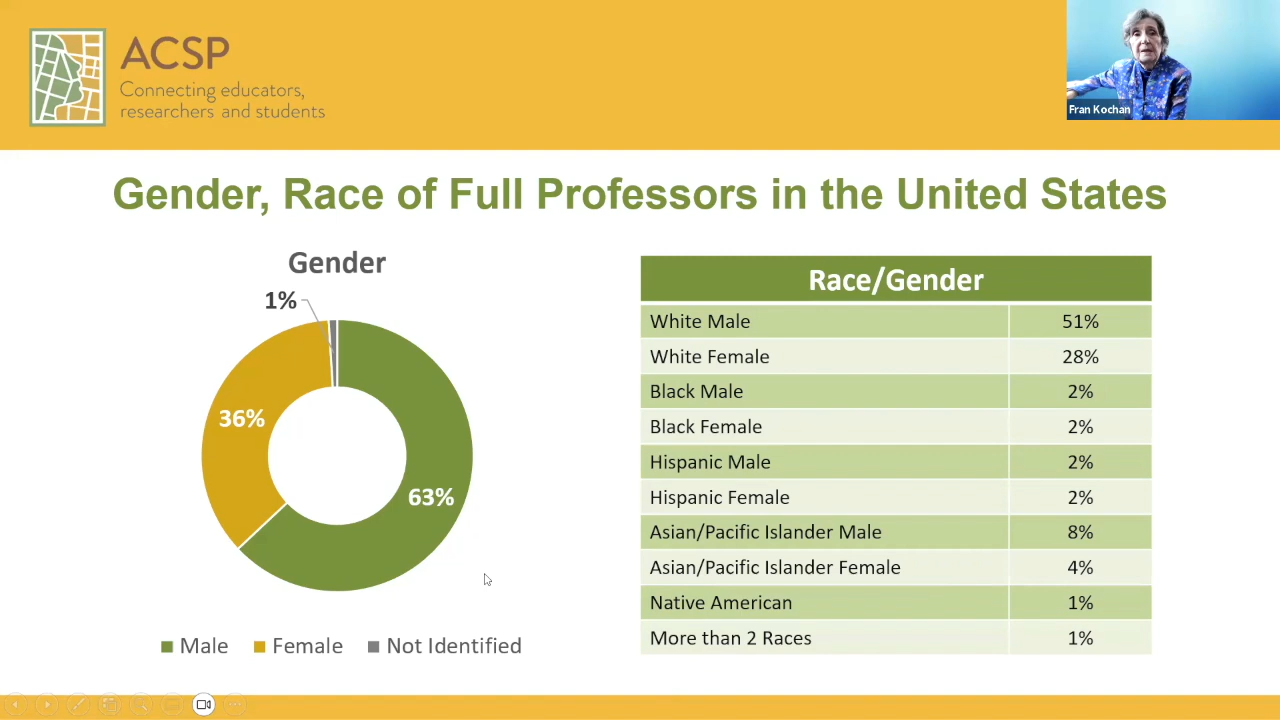 ACSP
Connecting educators,
researchers and students
Fran Kochan
Gender, Race of Full Professors in the United States
Gender
1%
36%
63%
Male Female Not Identified
Race/Gender
White Male 51%
White Female 28%
Black Male 2%
Black Female 2%
Hispanic Male 2%
Hispanic Female 2%
Asian/Pacific Islander Male 8%
Asian/Pacific Islander Female 4%
Native American 1%
More than 2 Races 1%